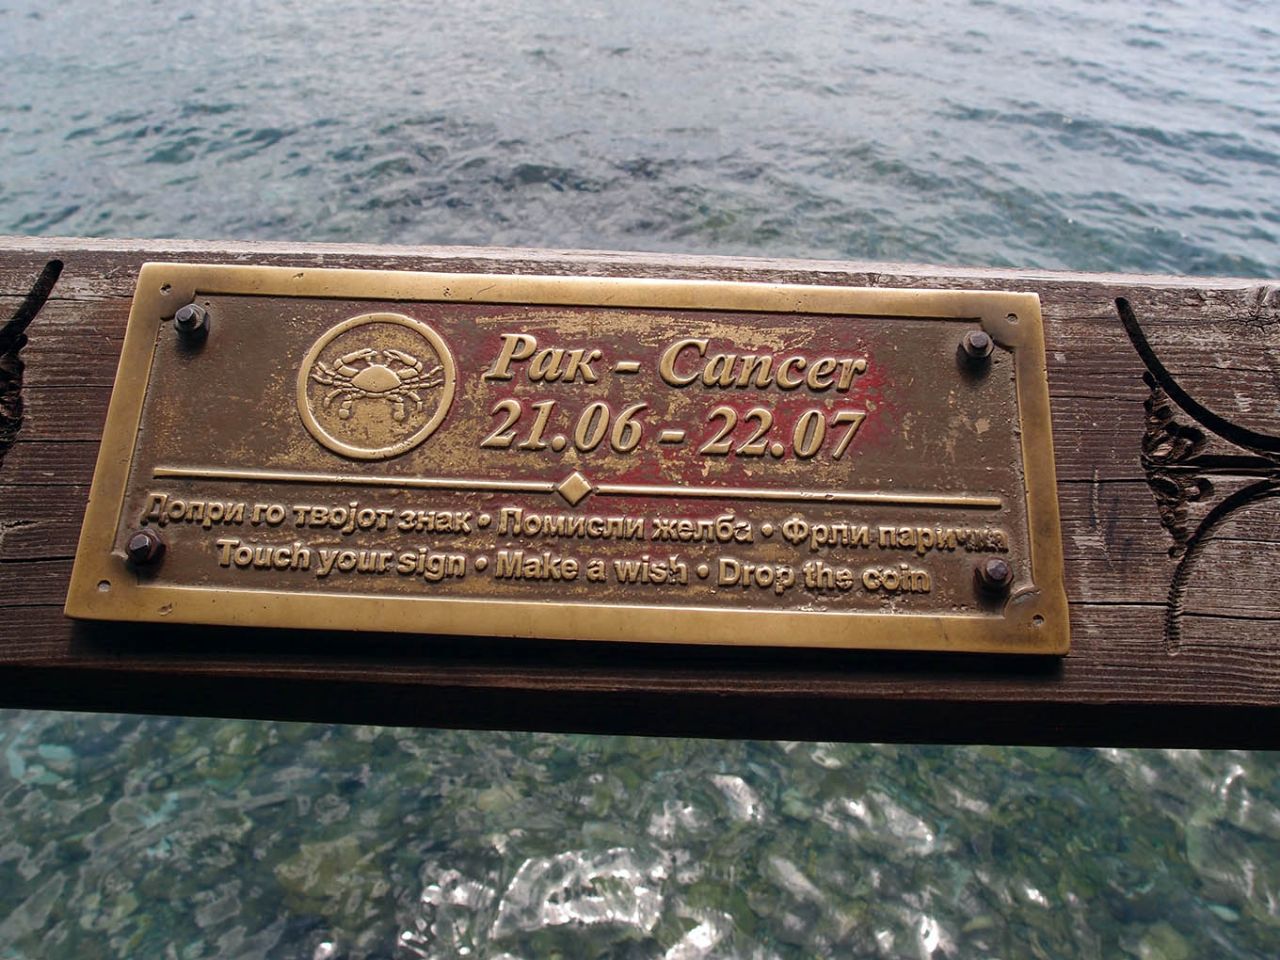 Рак - Cancer
21.06 - 22.07
Допри го твојот знак • Помисли желба • Фрли паричка
Touch your sign • Make a wish • Drop the coin